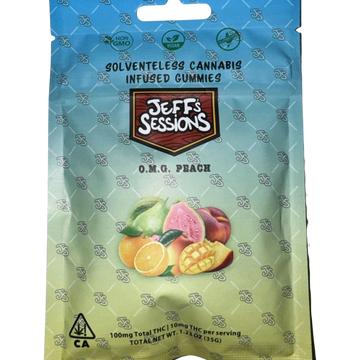 NON
GMO
VEGAN
SOLVENTELESS CANNABIS
INFUSED GUMMIES
JEFF'S
SESSIONS
O.M.G. PEACH
CA
100mg Total THC | 10mg THC per serving
TOTAL NET WT. 1.23 OZ (35G)